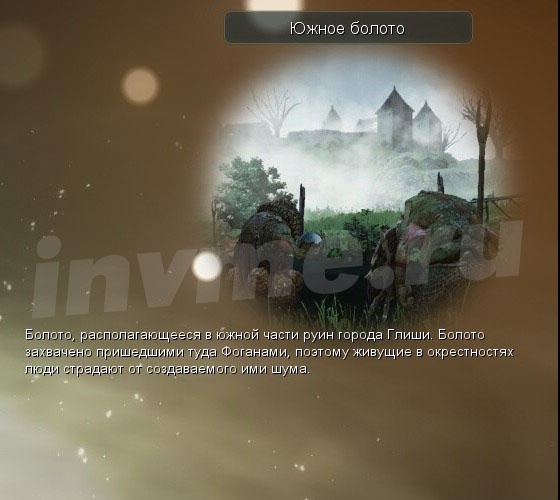 Южное болото
invme.ru
Болото, располагающееся в южной части руин города Глиши. Болото
захвачено пришедшими туда Фоганами, поэтому живущие в окрестностях
люди страдают от создаваемого ими шума.